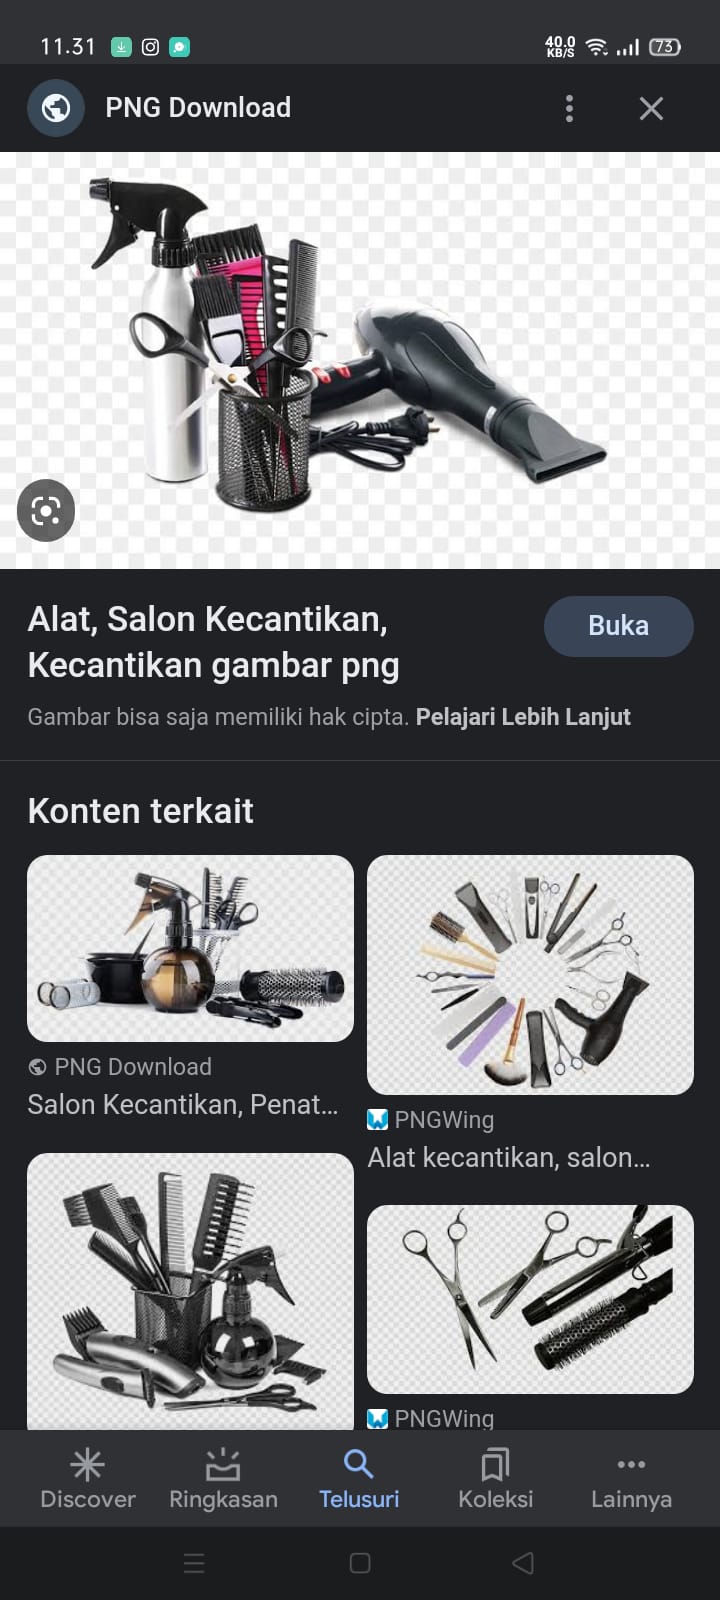 11.31
40.0
KB/S
73
PNG Download
Alat, Salon Kecantikan,
Kecantikan gambar png
Buka
Gambar bisa saja memiliki hak cipta. Pelajari Lebih Lanjut
Konten terkait
PNG Download
Salon Kecantikan, Penat...
PNGWing
Alat kecantikan, salon...
PNGWing
Discover
Ringkasan
Telusuri
Koleksi
Lainnya